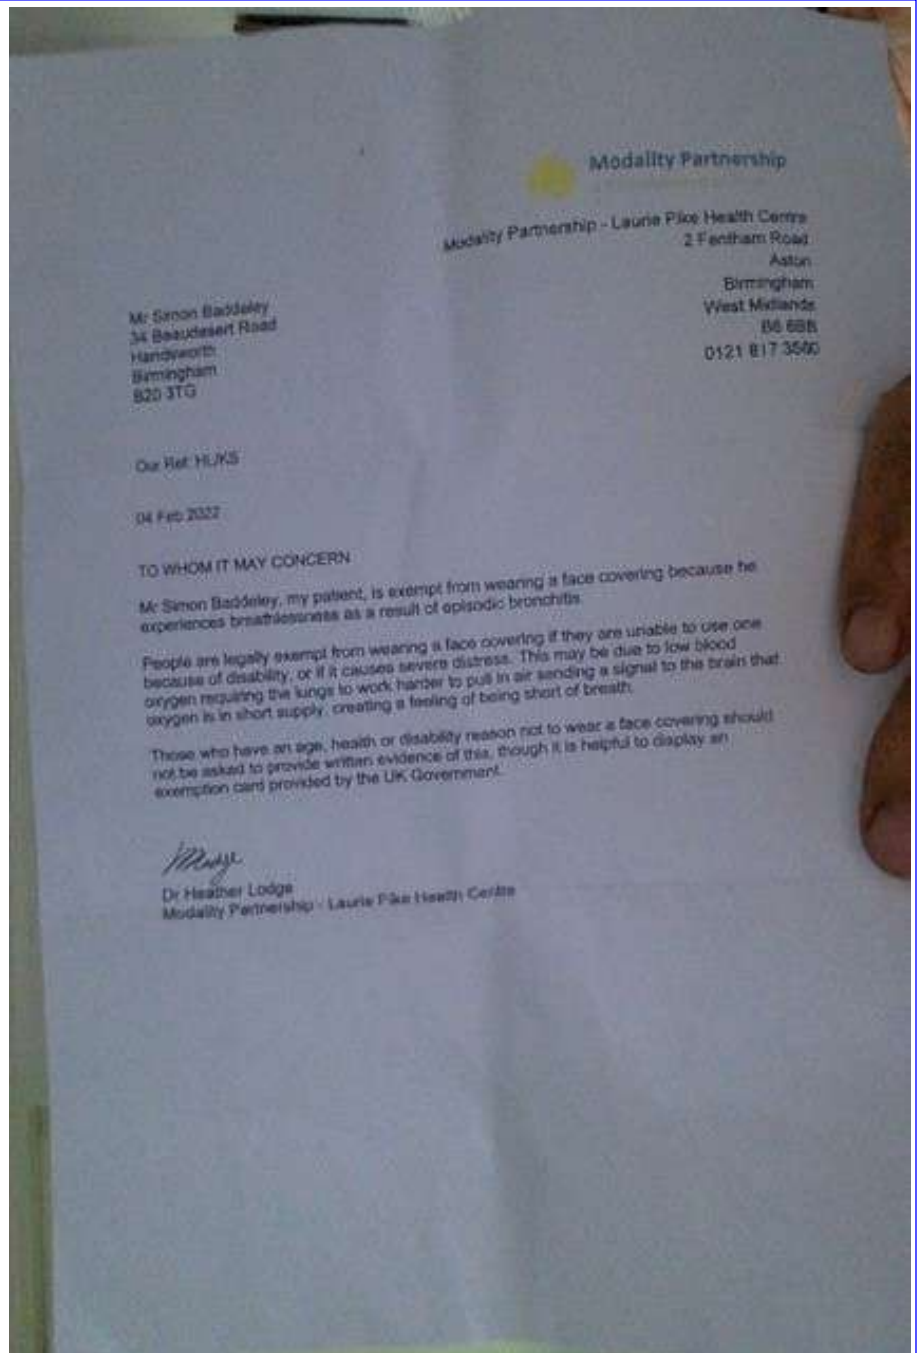 Modality Partnership
Modality Partnership - Laurie Pike Health Centre
2 Fentham Road
Aston
Birmingham
West Midlands
B6 6BB
0121 817 3560
Mr Simon Baddeley
34 Beaudesert Road
Handsworth
Birmingham
B20 3TG
Our Ref: HL/KS
04 Feb 2022
TO WHOM IT MAY CONCERN
Mr Simon Baddeley, my patient, is exempt from wearing a face covering because he
experiences breathlessness as a result of episodic bronchitis.
People are legally exempt from wearing a face covering if they are unable to use one
because of disability, or if it causes severe distress. This may be due to low blood
oxygen requiring the lungs to work harder to pull in air sending a signal to the brain that
oxygen is in short supply, creating a feeling of being short of breath.
Those who have an age, health or disability reason not to wear a face covering should
not be asked to provide written evidence of this, though it is helpful to display an
exemption card provided by the UK Government.
Dr Heather Lodge
Modality Partnership - Laurie Pike Health Centre